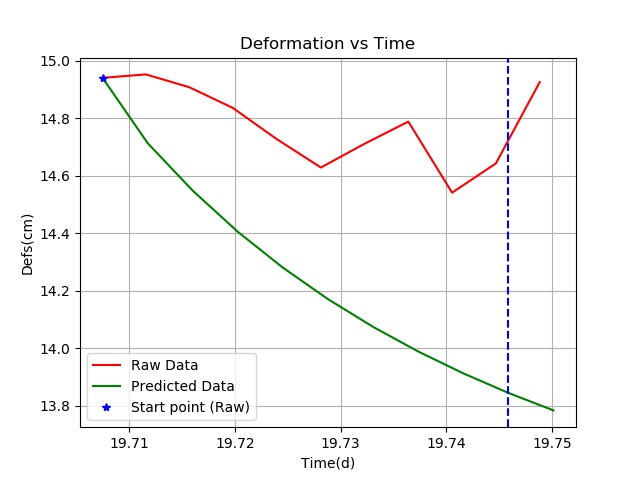 Deformation vs Time
15.0
14.8
14.6
14.4
14.2
14.0
13.8
Defs(cm)
Raw Data
Predicted Data
Start point (Raw)
19.71 19.72 19.73 19.74 19.75
Time(d)